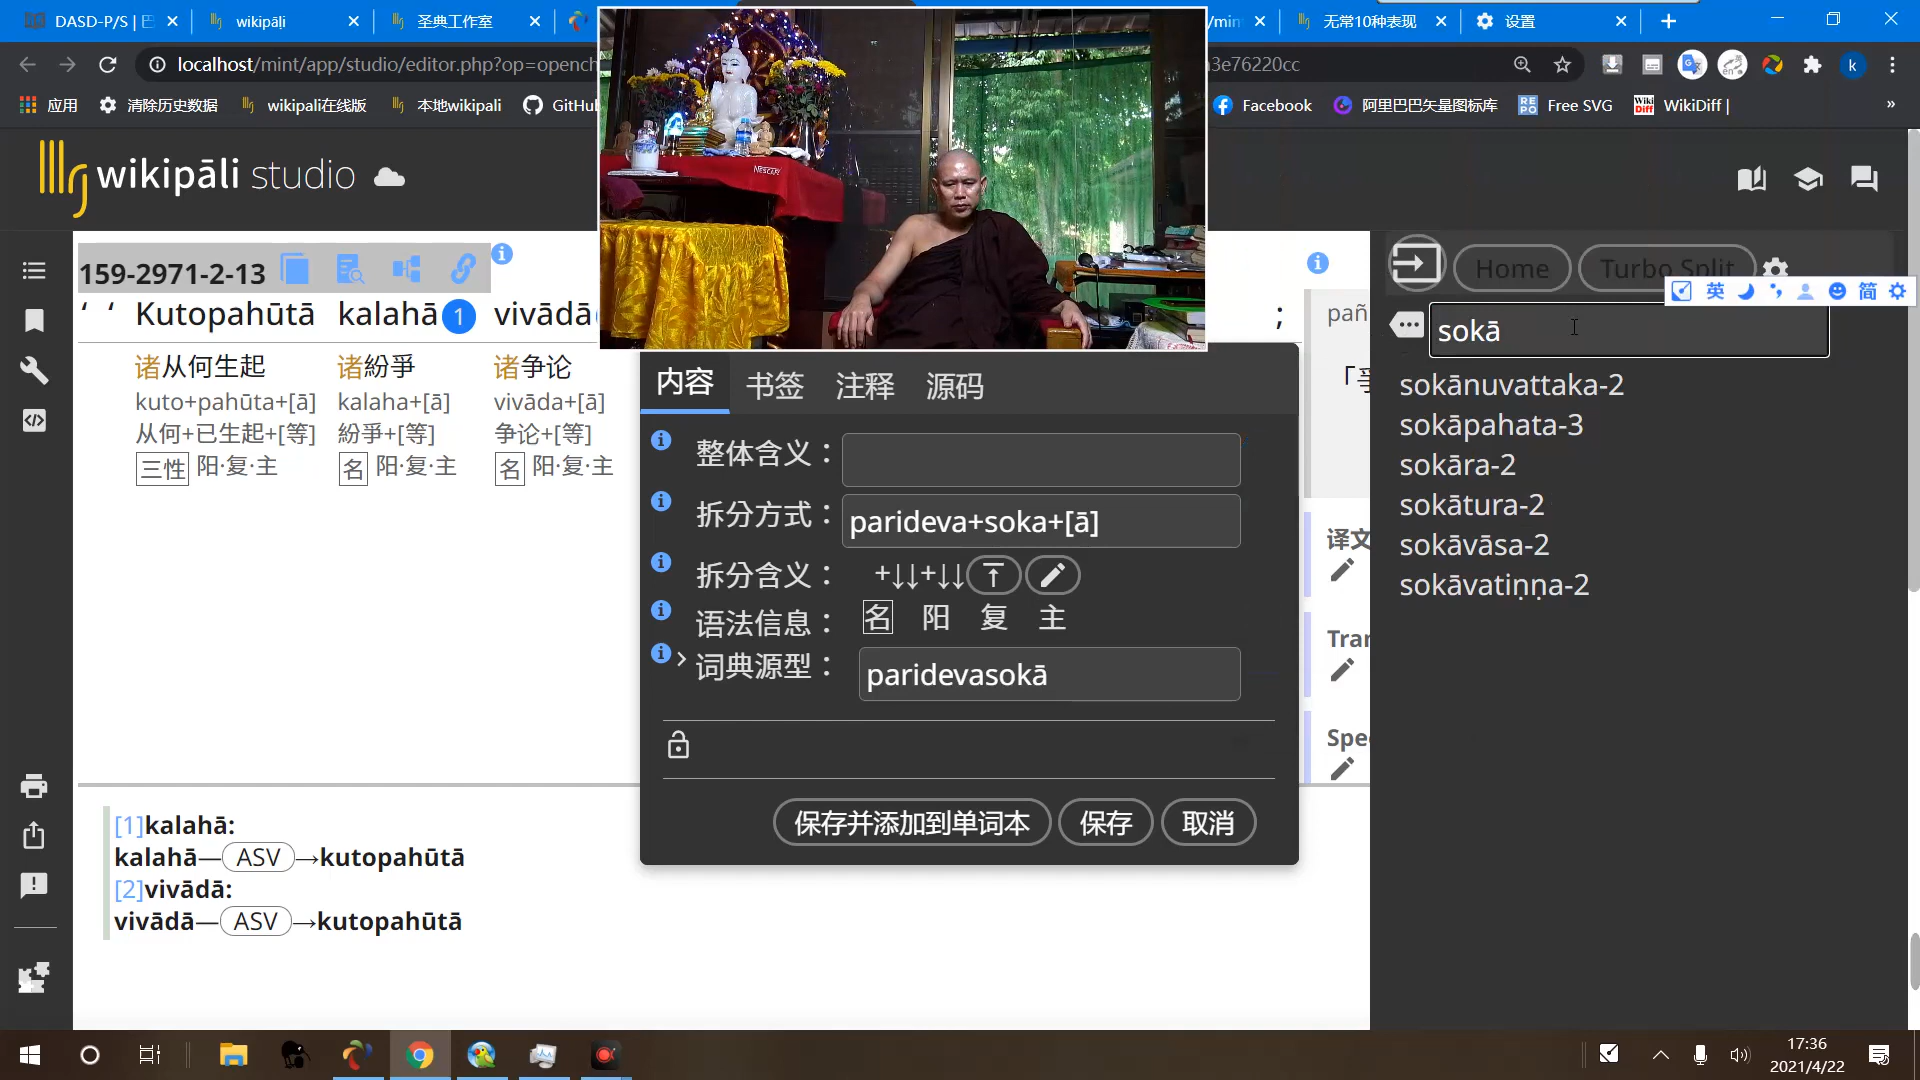 DASD-P/S | 巴
wikipāli
圣典工作室
/min
无常10种表现
设置
localhost/mint/app/studio/editor.php?op=opench
3e76220cc
应用
清除历史数据
wikipali在线版
本地wikipali
GitHu
Facebook
阿里巴巴矢量图标库
Free SVG
WikiDiff |
wikipāli studio
NESCAFÉ
159-2971-2-13
‘ ‘ Kutopahūtā kalahā 1 vivādā ;
诸从何生起 诸紛爭 诸争论
kuto+pahūta+[ā] kalaha+[ā] vivāda+[ā]
从何+已生起+[等] 紛爭+[等] 争论+[等]
三性 阳·复·主 名 阳·复·主 名 阳·复·主
pañ
译文
Tran
Spe
内容 书签 注释 源码
整体含义：
拆分方式： parideva+soka+[ā]
拆分含义： +↓↓+↓↓
语法信息： 名 阳 复 主
词典源型： paridevasokā
保存并添加到单词本 保存 取消
[1]kalahā:
kalahā—ASV→kutopahūtā
[2]vivādā:
vivādā—ASV→kutopahūtā
Home Turbo Split
英 简
sokā
sokānuvattaka-2
sokāpahata-3
sokāra-2
sokātura-2
sokāvāsa-2
sokāvatiṇṇa-2
17:36
2021/4/22